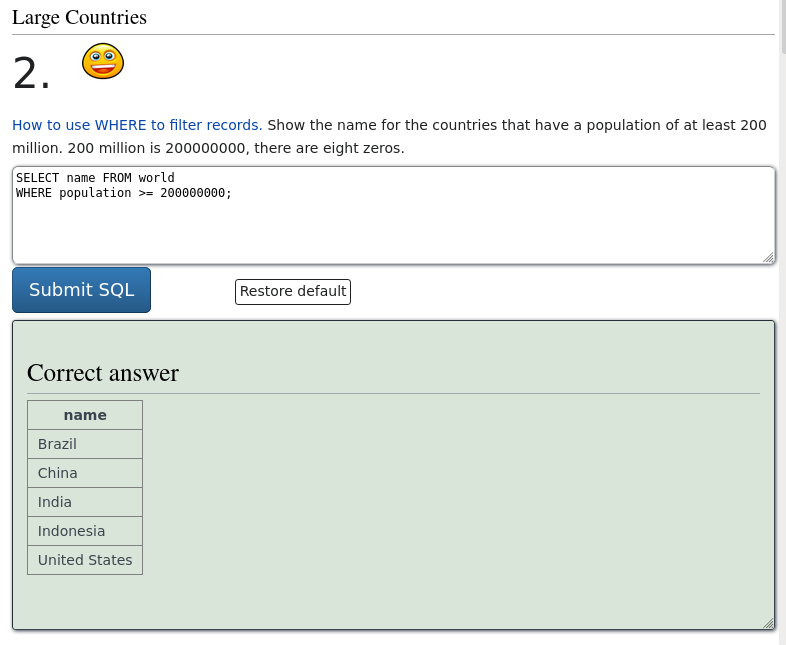 Large Countries
2.
How to use WHERE to filter records. Show the name for the countries that have a population of at least 200
million. 200 million is 200000000, there are eight zeros.
SELECT name FROM world
WHERE population >= 200000000;
Submit SQL
Restore default
Correct answer
name
Brazil
China
India
Indonesia
United States